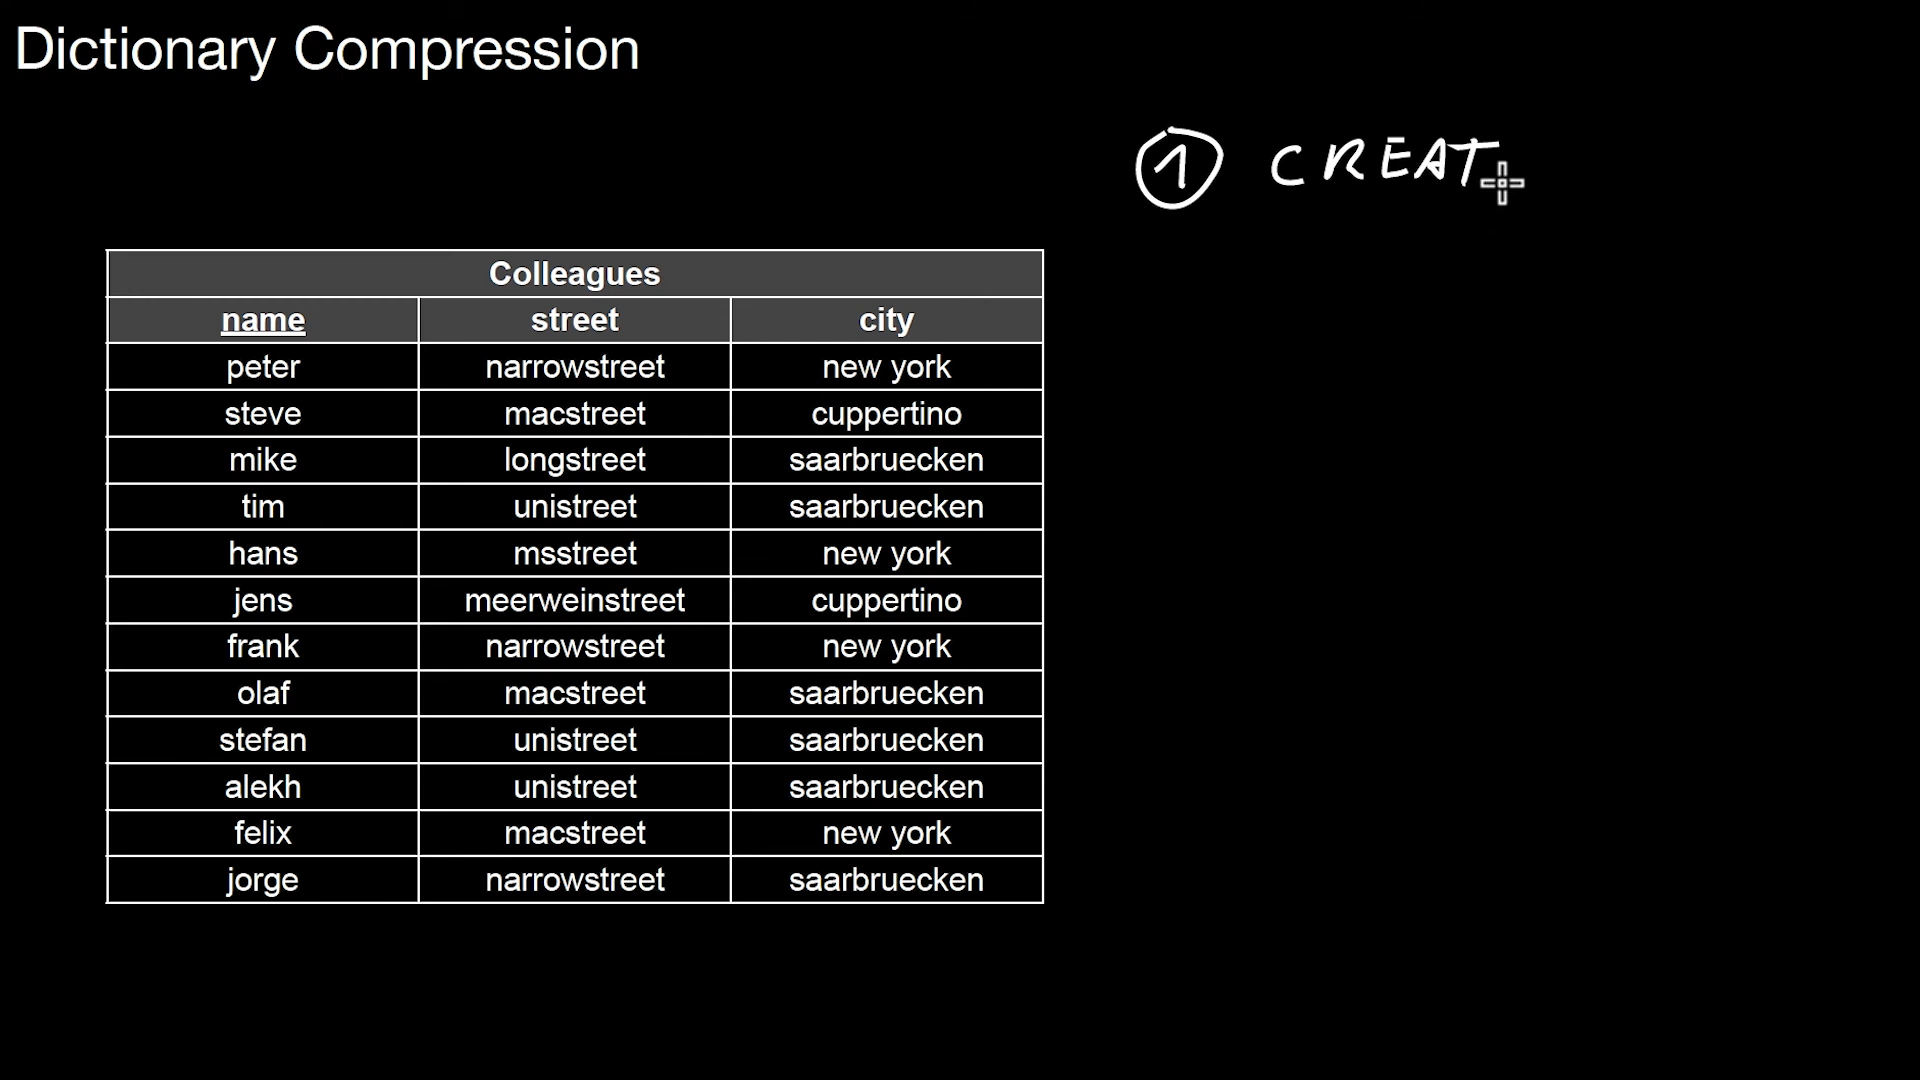 Dictionary Compression
1 CREAT
Colleagues
name street city
peter narrowstreet new york
steve macstreet cuppertino
mike longstreet saarbruecken
tim unistreet saarbruecken
hans msstreet new york
jens meerweinstreet cuppertino
frank narrowstreet new york
olaf macstreet saarbruecken
stefan unistreet saarbruecken
alekh unistreet saarbruecken
felix macstreet new york
jorge narrowstreet saarbruecken